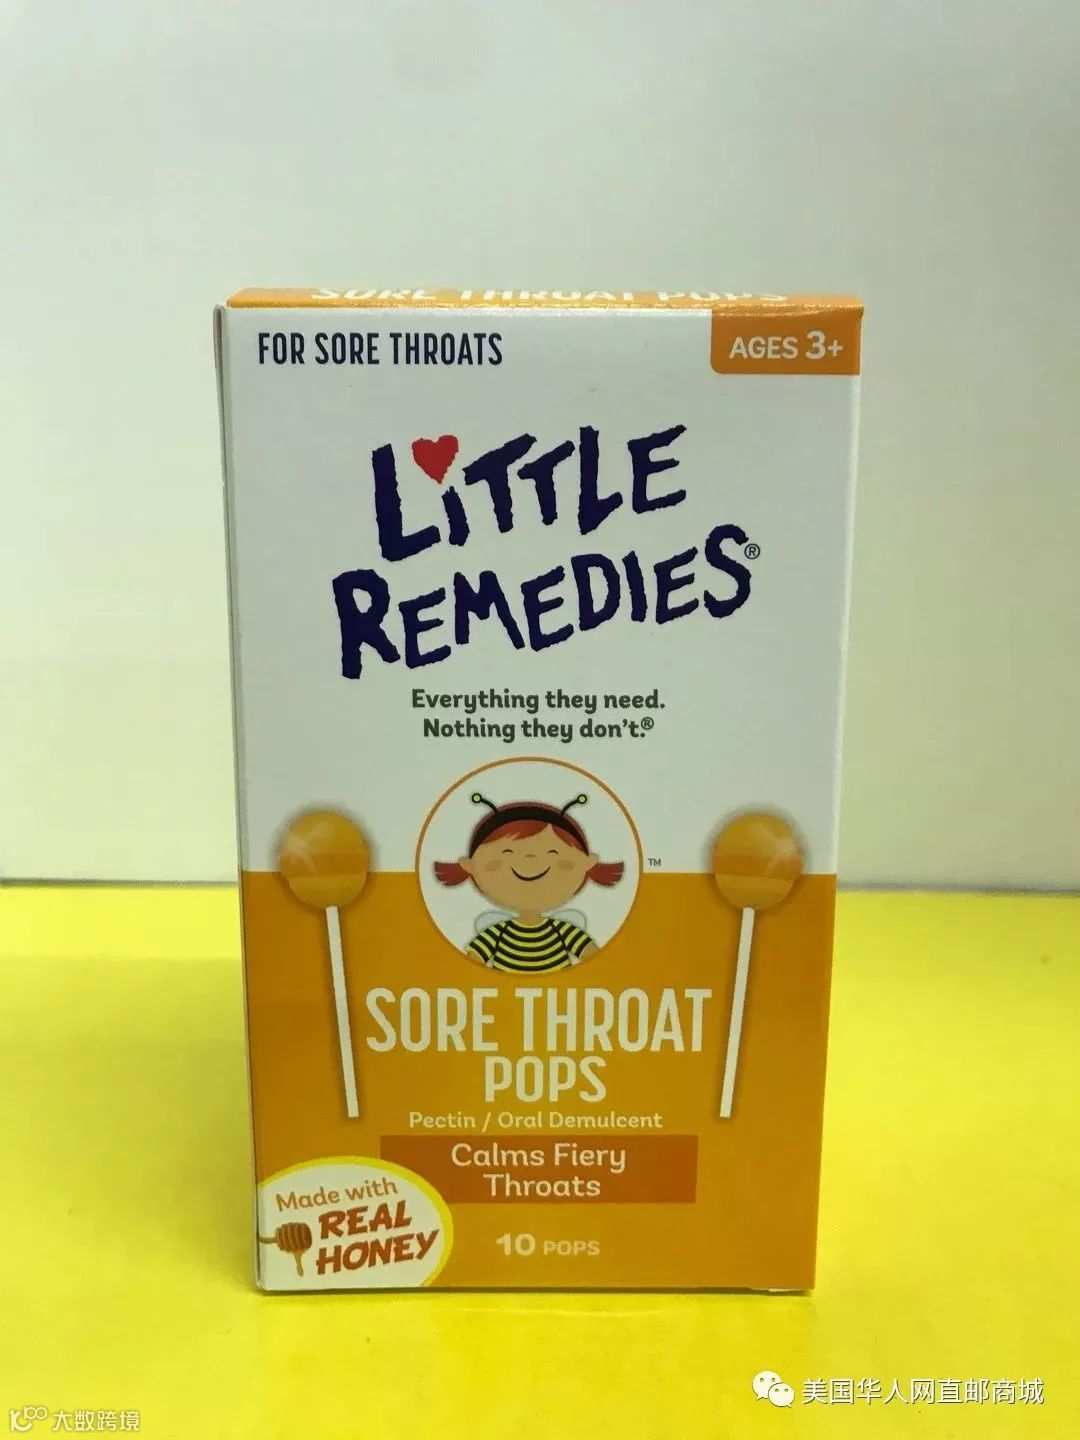 SORE THROAT POPS
FOR SORE THROATS
AGES 3+
LiTTLE
REMEDIES®
Everything they need.
Nothing they don't.®
TM
SORE THROAT
POPS
Pectin / Oral Demulcent
Calms Fiery
Throats
Made with
REAL
HONEY
10 POPS
美国华人网直邮商城
大数跨境